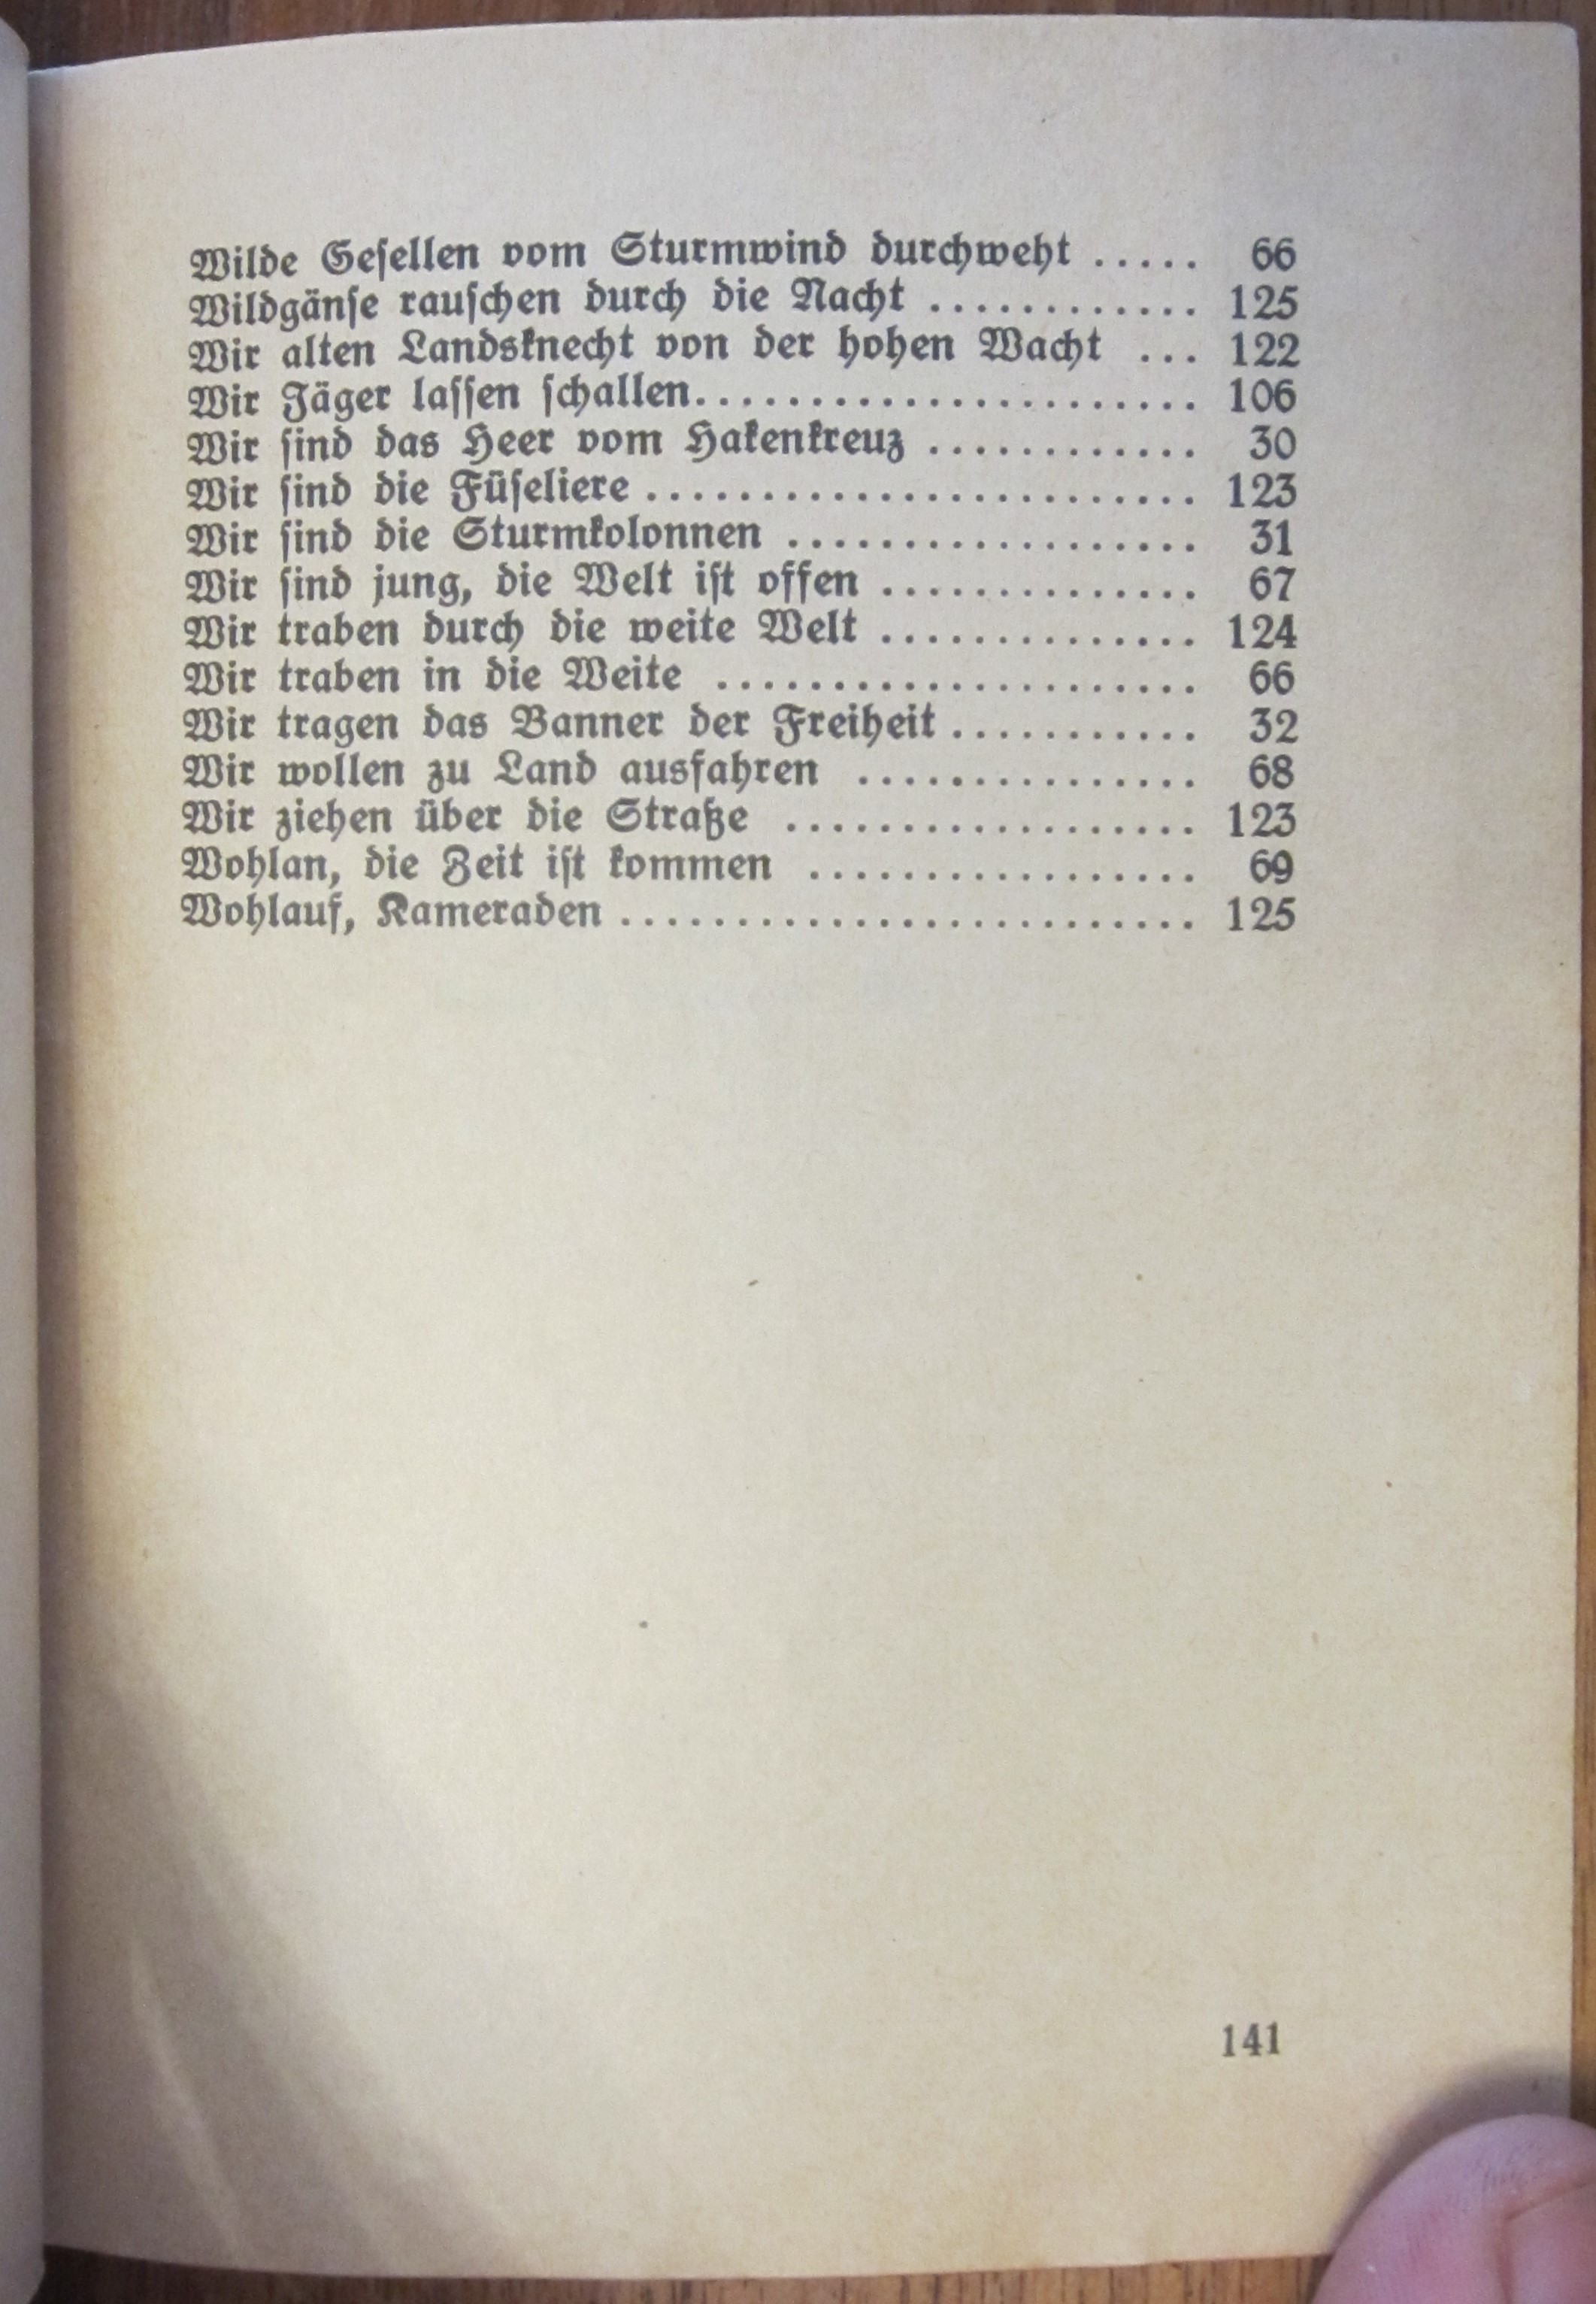 Wilde Gesellen vom Sturmwind durchweht ..... 66
Wildgänse rauschen durch die Nacht ............ 125
Wir alten Landsknecht von der hohen Wacht ... 122
Wir Jäger lassen schallen...................... 106
Wir sind das Heer vom Hakenkreuz ............ 30
Wir sind die Füseliere ........................ 123
Wir sind die Sturmkolonnen .................. 31
Wir sind jung, die Welt ist offen .............. 67
Wir traben durch die weite Welt .............. 124
Wir traben in die Weite ..................... 66
Wir tragen das Banner der Freiheit ........... 32
Wir wollen zu Land ausfahren ............... 68
Wir ziehen über die Straße .................. 123
Wohlan, die Zeit ist kommen ................. 69
Wohlauf, Kameraden ......................... 125
141